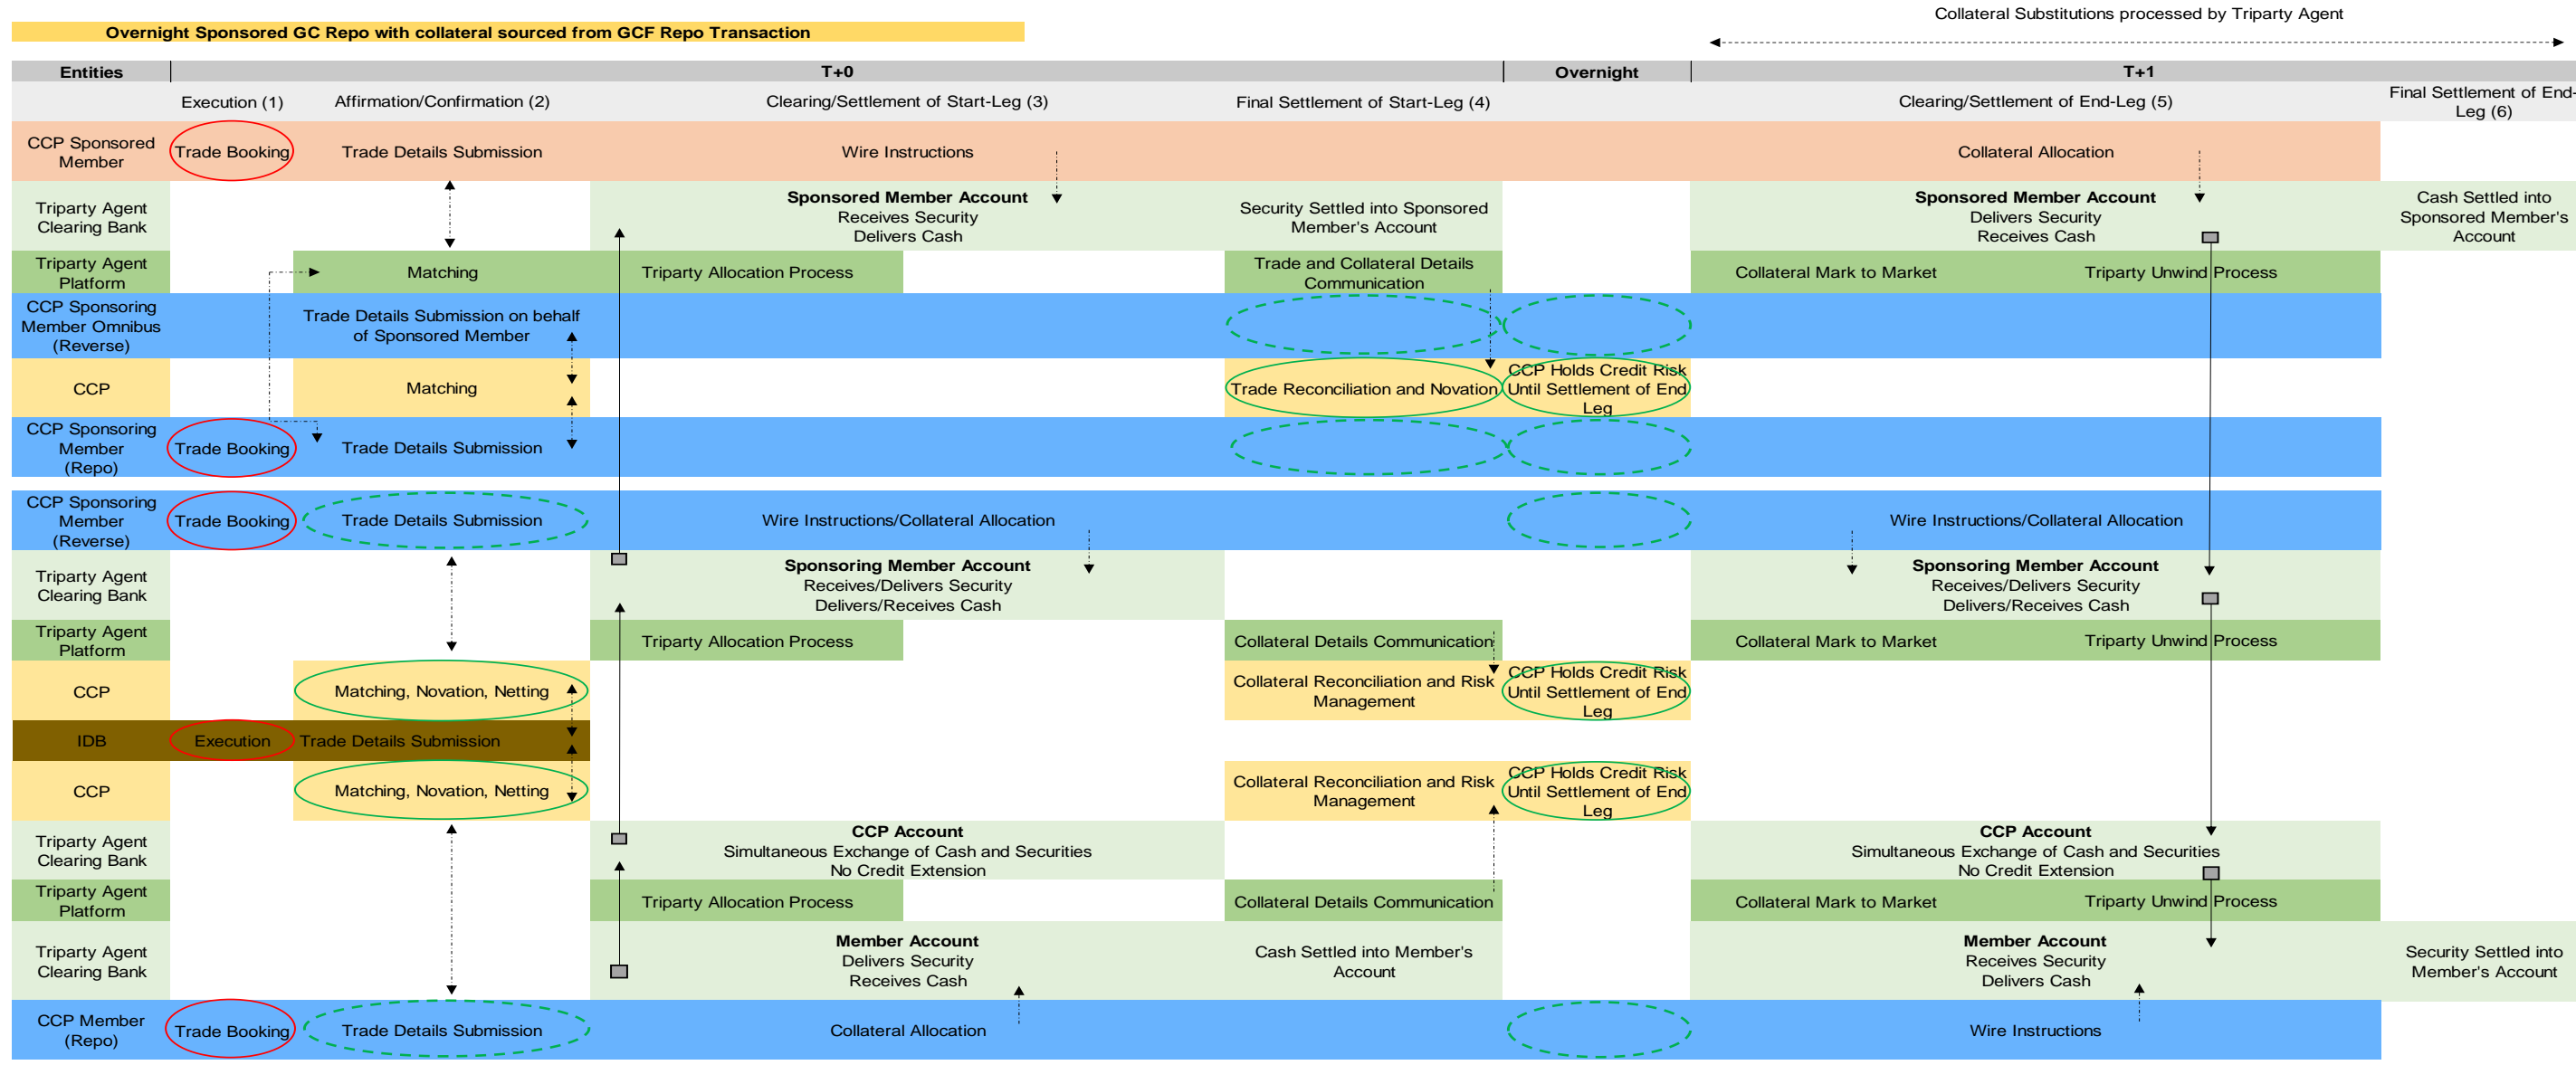 Collateral Substitutions processed by Triparty Agent
Overnight Sponsored GC Repo with collateral sourced from GCF Repo Transaction
Entities
T+0
Overnight
T+1
Execution (1)
Affirmation/Confirmation (2)
Clearing/Settlement of Start-Leg (3)
Final Settlement of Start-Leg (4)
Clearing/Settlement of End-Leg (5)
Final Settlement of End-
Leg (6)
CCP Sponsored
Member
Trade Booking
Trade Details Submission
Wire Instructions
Collateral Allocation
Triparty Agent
Clearing Bank
Sponsored Member Account
Receives Security
Delivers Cash
Security Settled into Sponsored
Member's Account
Sponsored Member Account
Delivers Security
Receives Cash
Cash Settled into
Sponsored Member's
Account
Triparty Agent
Platform
Matching
Triparty Allocation Process
Trade and Collateral Details
Communication
Collateral Mark to Market
Triparty Unwind Process
CCP Sponsoring
Member Omnibus
(Reverse)
Trade Details Submission on behalf
of Sponsored Member
CCP
Matching
Trade Reconciliation and Novation
CCP Holds Credit Risk
Until Settlement of End
Leg
CCP Sponsoring
Member
(Repo)
Trade Booking
Trade Details Submission
CCP Sponsoring
Member
(Reverse)
Trade Booking
Trade Details Submission
Wire Instructions/Collateral Allocation
Wire Instructions/Collateral Allocation
Triparty Agent
Clearing Bank
Sponsoring Member Account
Receives/Delivers Security
Delivers/Receives Cash
Sponsoring Member Account
Receives/Delivers Security
Delivers/Receives Cash
Triparty Agent
Platform
Triparty Allocation Process
Collateral Details Communication
Collateral Mark to Market
Triparty Unwind Process
CCP
Matching, Novation, Netting
Collateral Reconciliation and Risk
Management
CCP Holds Credit Risk
Until Settlement of End
Leg
IDB
Execution
Trade Details Submission
CCP
Matching, Novation, Netting
Collateral Reconciliation and Risk
Management
CCP Holds Credit Risk
Until Settlement of End
Leg
Triparty Agent
Clearing Bank
CCP Account
Simultaneous Exchange of Cash and Securities
No Credit Extension
CCP Account
Simultaneous Exchange of Cash and Securities
No Credit Extension
Triparty Agent
Platform
Triparty Allocation Process
Collateral Details Communication
Collateral Mark to Market
Triparty Unwind Process
Triparty Agent
Clearing Bank
Member Account
Delivers Security
Receives Cash
Cash Settled into Member's
Account
Member Account
Receives Security
Delivers Cash
Security Settled into
Member's Account
CCP Member
(Repo)
Trade Booking
Trade Details Submission
Collateral Allocation
Wire Instructions